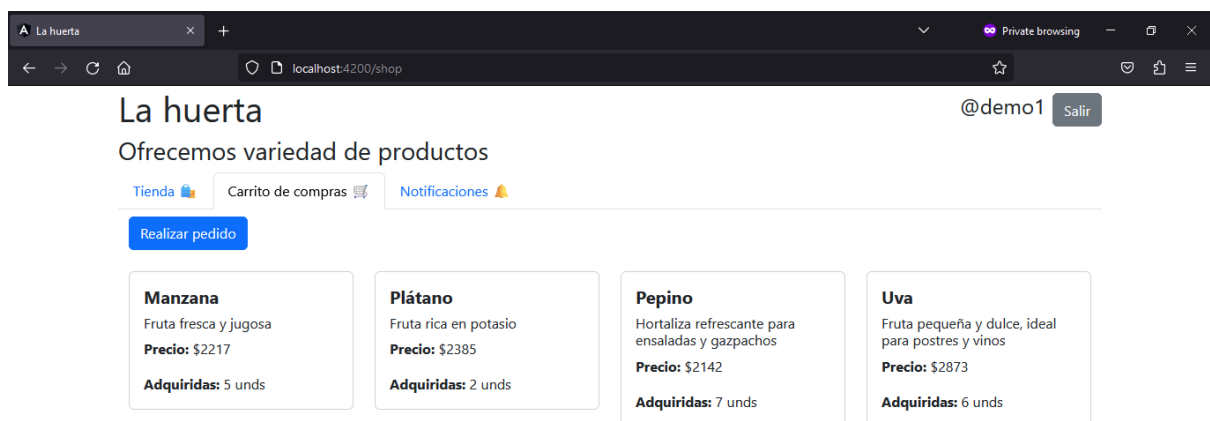 La huerta
Private browsing
localhost:4200/shop
La huerta
@demo1 Salir
Ofrecemos variedad de productos
Tienda Carrito de compras Notificaciones
Realizar pedido
Manzana
Fruta fresca y jugosa
Precio: $2217
Adquiridas: 5 unds
Plátano
Fruta rica en potasio
Precio: $2385
Adquiridas: 2 unds
Pepino
Hortaliza refrescante para
ensaladas y gazpachos
Precio: $2142
Adquiridas: 7 unds
Uva
Fruta pequeña y dulce, ideal
para postres y vinos
Precio: $2873
Adquiridas: 6 unds